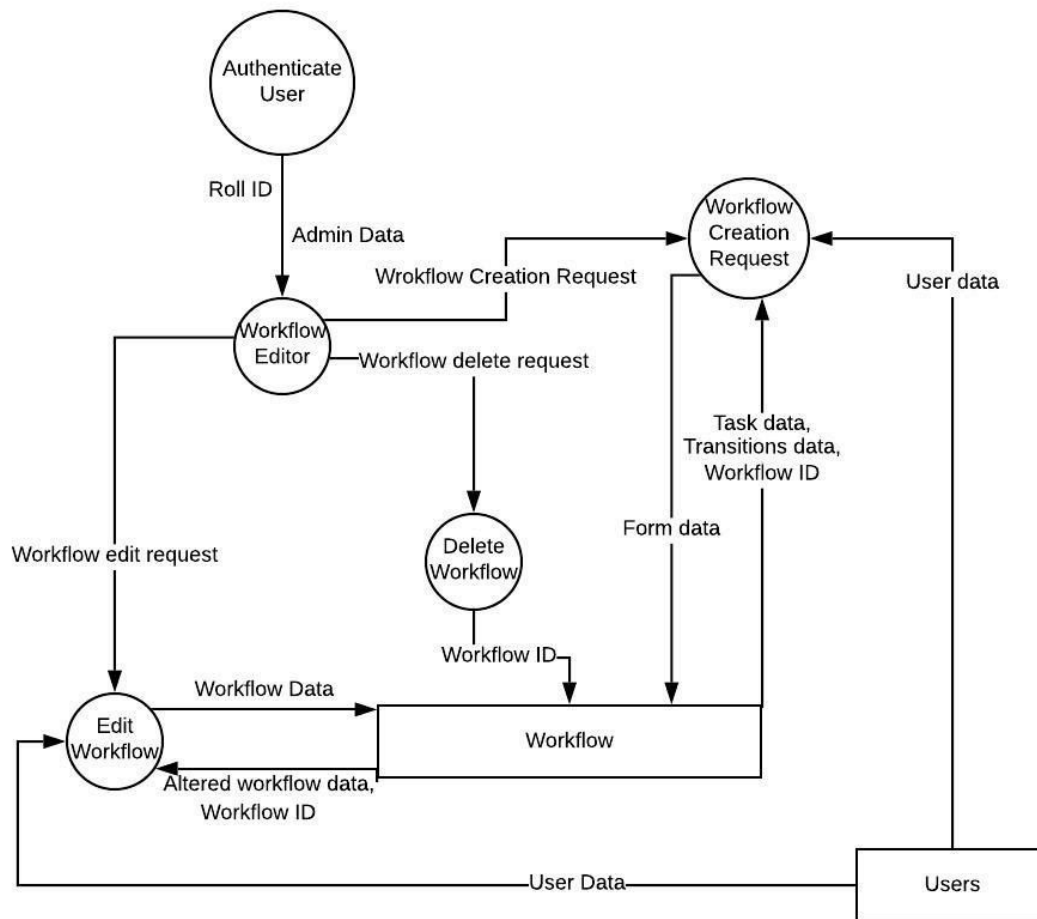 Authenticate
User
Roll ID
Admin Data
Workflow
Creation
Request
Wrokflow Creation Request
User data
Workflow
Editor
Workflow delete request
Task data,
Transitions data,
Workflow ID
Form data
Workflow edit request
Delete
Workflow
Workflow ID
Workflow Data
Edit
Workflow
Workflow
Altered workflow data,
Workflow ID
User Data
Users